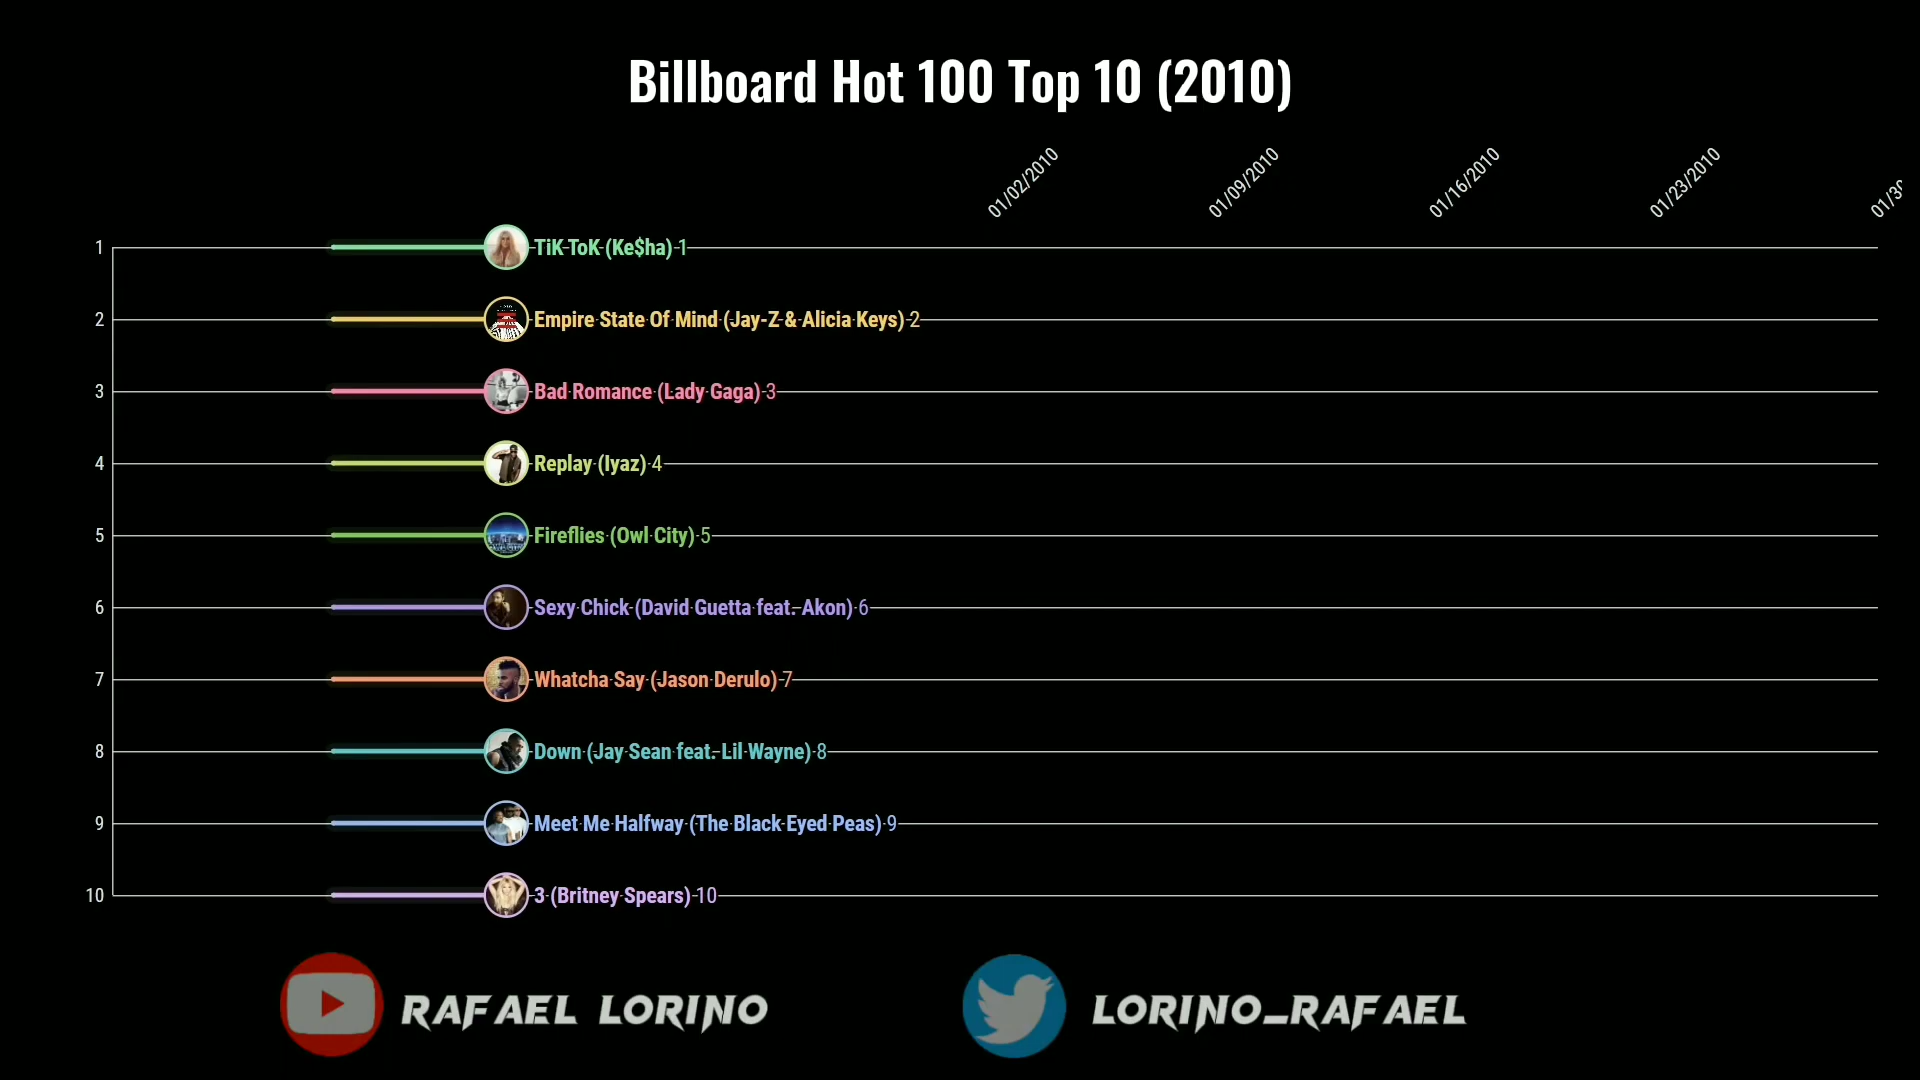 Billboard Hot 100 Top 10 (2010)
01/02/2010
01/09/2010
01/16/2010
01/23/2010
01/30
1 TiK ToK (Ke$ha) 1
2 Empire State Of Mind (Jay-Z & Alicia Keys) 2
3 Bad Romance (Lady Gaga) 3
4 Replay (Iyaz) 4
5 Fireflies (Owl City) 5
6 Sexy Chick (David Guetta feat. Akon) 6
7 Whatcha Say (Jason Derulo) 7
8 Down (Jay Sean feat. Lil Wayne) 8
9 Meet Me Halfway (The Black Eyed Peas) 9
10 3 (Britney Spears) 10
RAFAEL LORINO
LORINO_RAFAEL